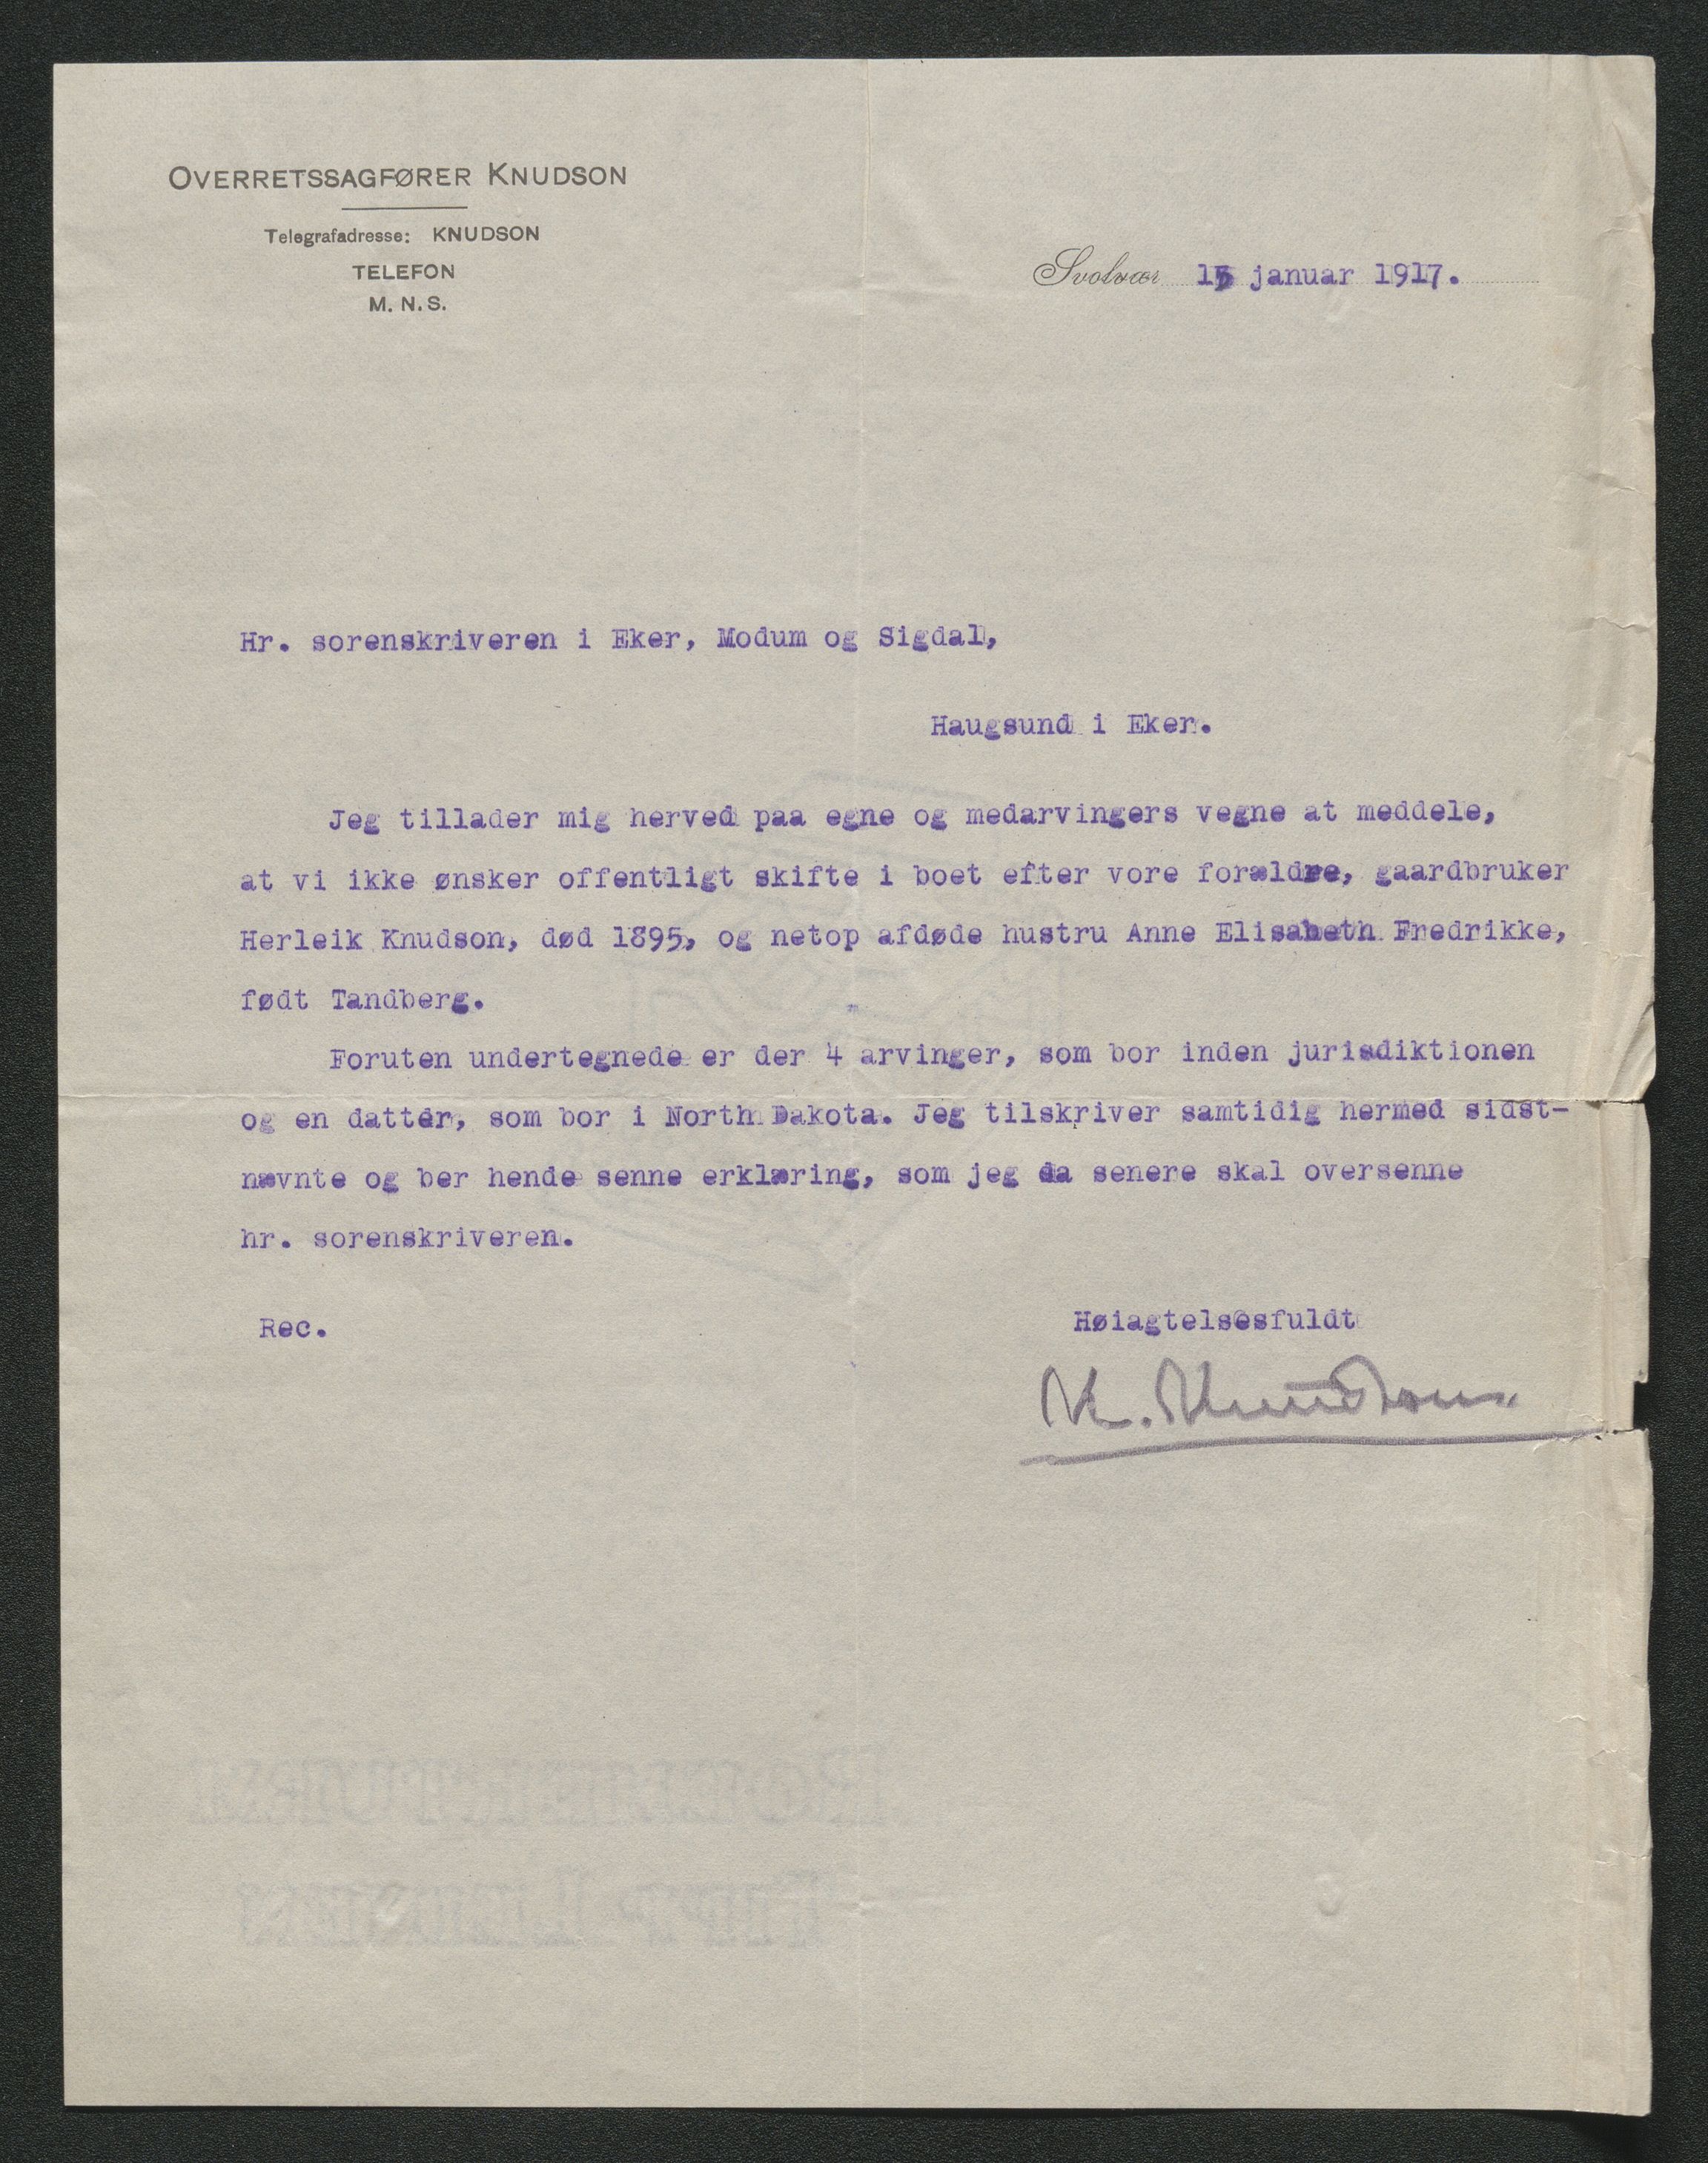 OVERRETSSAGFØRER KNUDSON
Telegrafadresse: KNUDSON
TELEFON
M. N. S.
Svolvær 15 januar 1917.
Hr. sorenskriveren i Eker, Modum og Sigdal,
Haugsund i Eker.
Jeg tillader mig herved paa egne og medarvingers vegne at meddele,
at vi ikke ønsker offentligt skifte i boet efter vore forældre, gaardbruker
Herleik Knudson, død 1895, og netop afdøde hustru Anne Elisabeth Fredrikke,
født Tandberg.
Foruten undertegnede er der 4 arvinger, som bor inden jurisdiktionen
og en datter, som bor i North Dakota. Jeg tilskriver samtidig hermed sidst-
nævnte og ber hende senne erklæring, som jeg da senere skal oversenne
hr. sorenskriveren.
Rec.
Høiagtelsesfuldt
K. Knudson